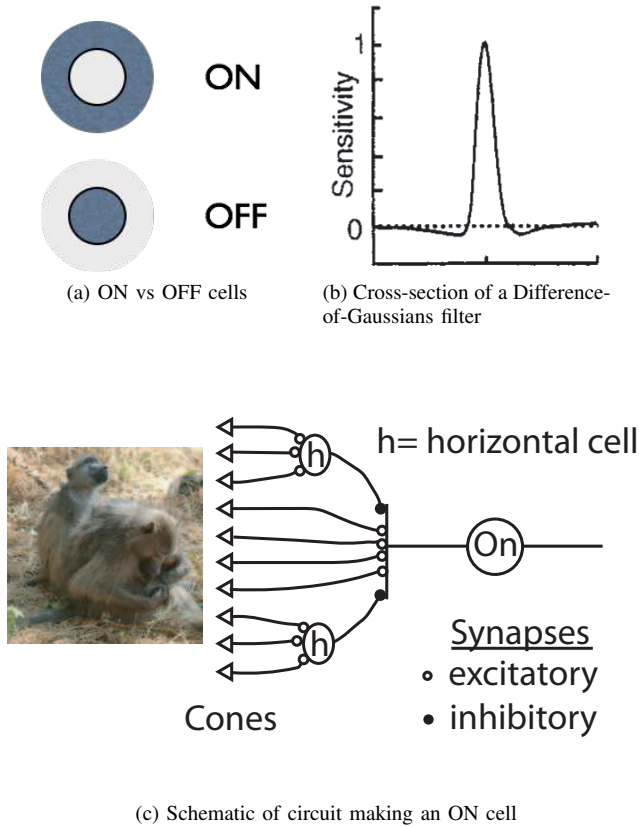 ON
OFF
(a) ON vs OFF cells
Sensitivity
1
0
(b) Cross-section of a Difference-
of-Gaussians filter
h
h= horizontal cell
On
h
Synapses
excitatory
inhibitory
Cones
(c) Schematic of circuit making an ON cell